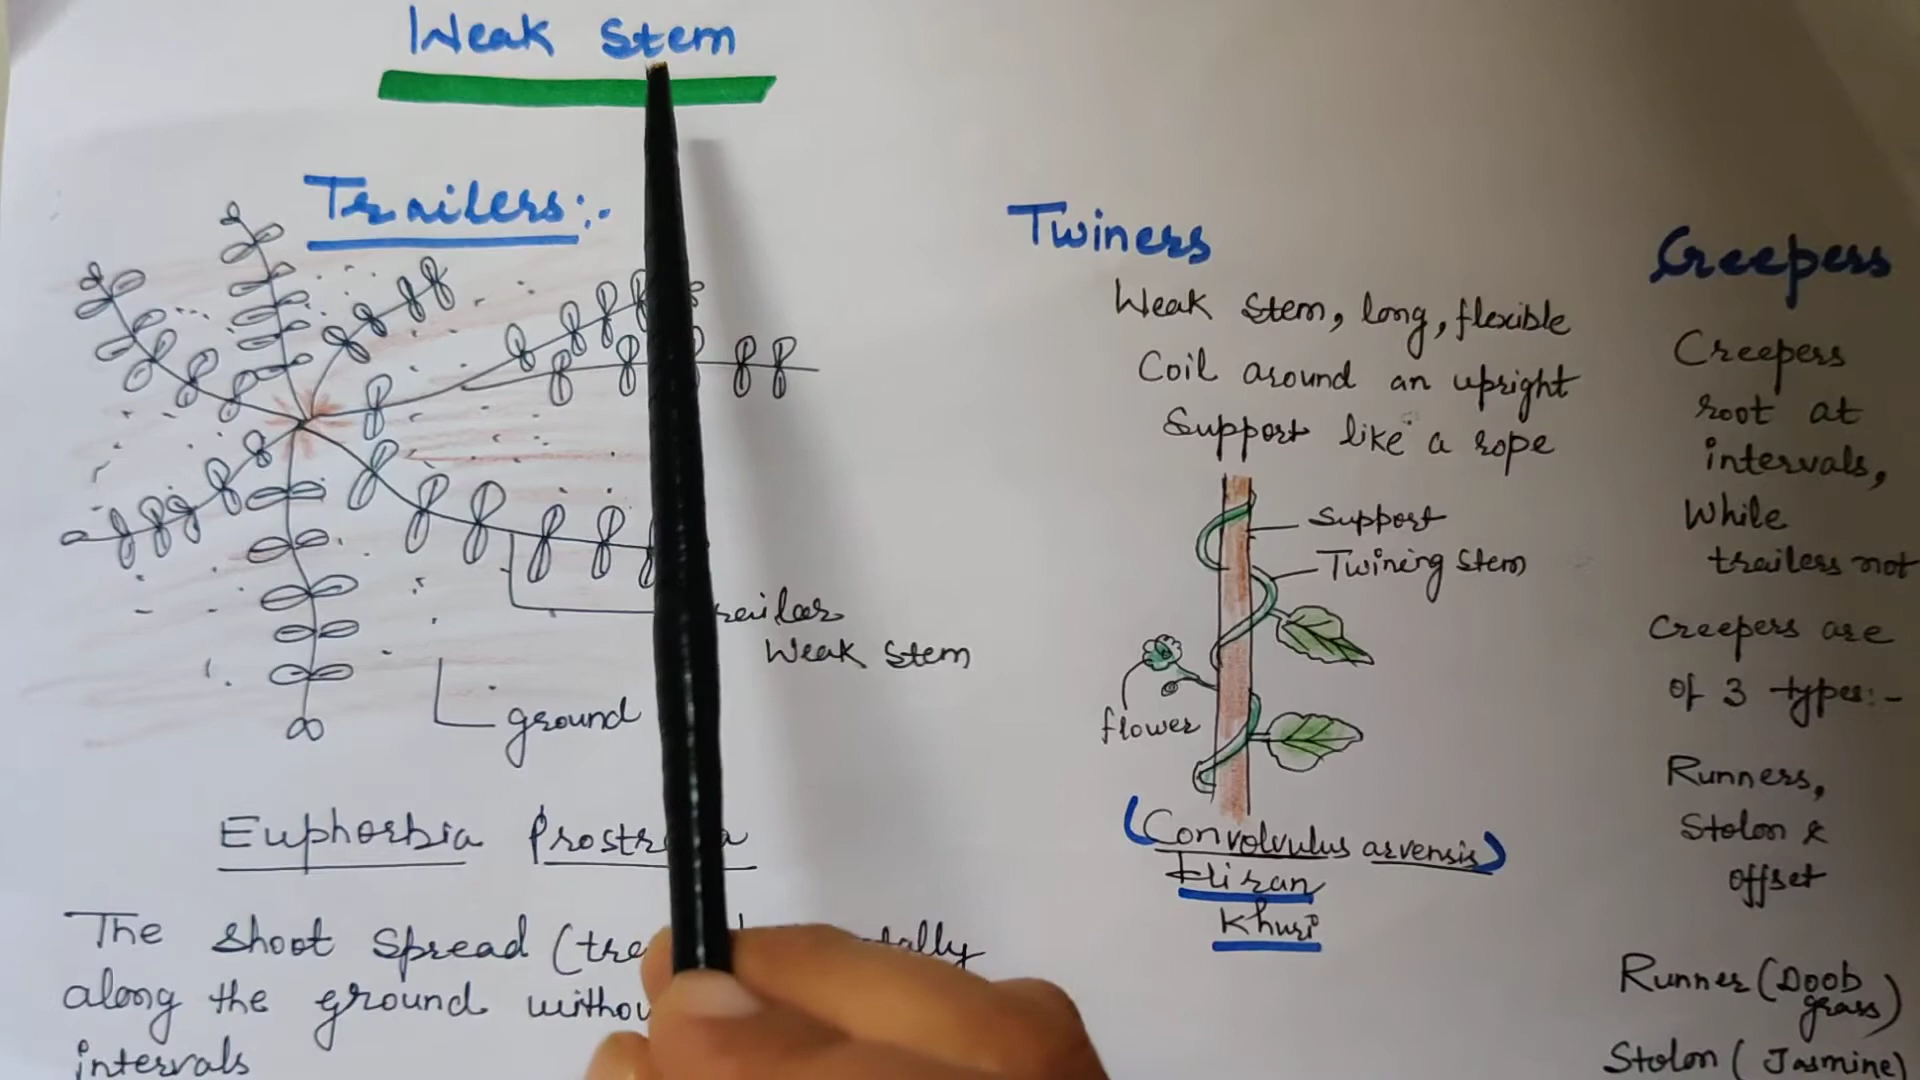 Weak Stem
Trailers:-
Weak Stem
ground
Euphorbia
The Shoot Spread
along the ground
intervals
Twiners
Weak Stem, long, flexible
Coil around an upright
Support like a rope
Support
Twining Stem
flower
(Convolvulus arvensis)
Hiran
Khuri
Creepers
Creepers
root at
intervals,
While
trailers not
Creepers are
of 3 types:-
Runners,
Stolon &
offset
Runner (Doob
grass)
Stolon (Jasmine)